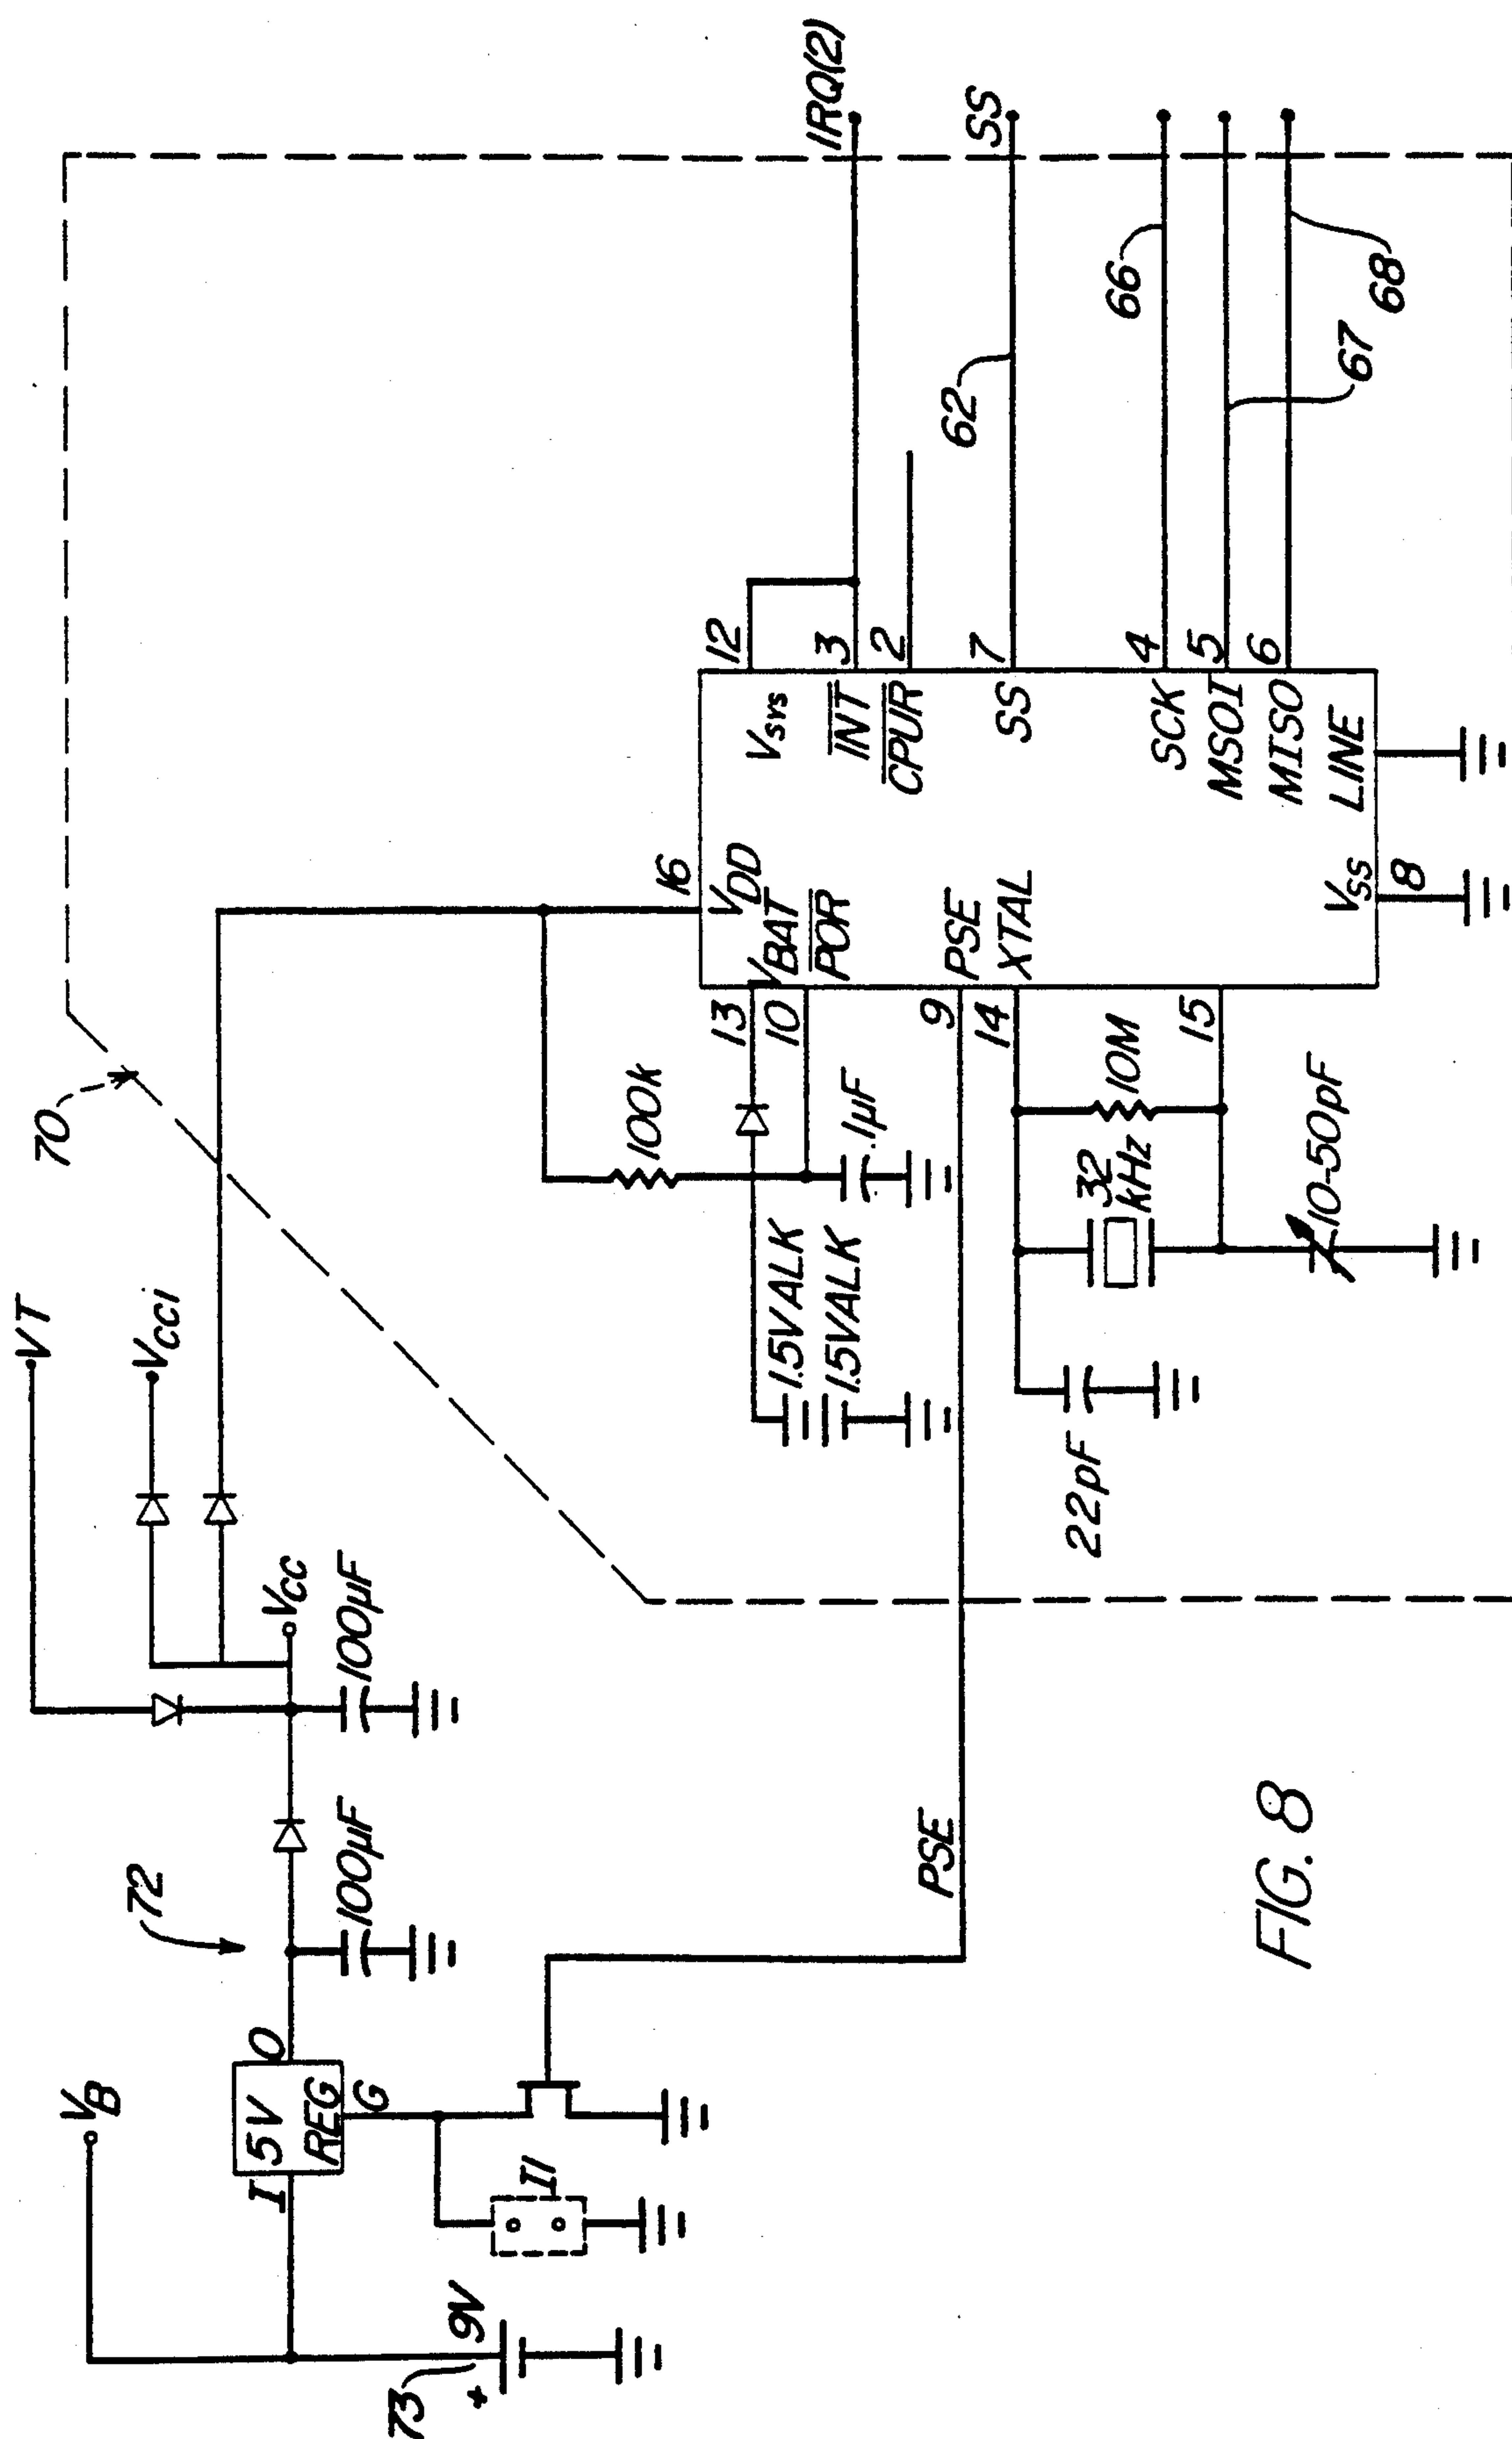 VT
VCC1
70
VB
72
VCC
I
5V
REG
O
G
100µF
100µF
73
+
9V
11
PSE
16
VDD
VBAT
POR
PSE
XTAL
VSS
8
13
10
9
14
15
100K
.1µF
1.5VALK
1.5VALK
22pF
32
kHz
10M
10-50pF
Vsys
INT
CPUR
SS
SCK
MSOI
MISO
LINE
12
3
2
7
4
5
6
IRQ(2)
SS
62
66
67
68
FIG. 8